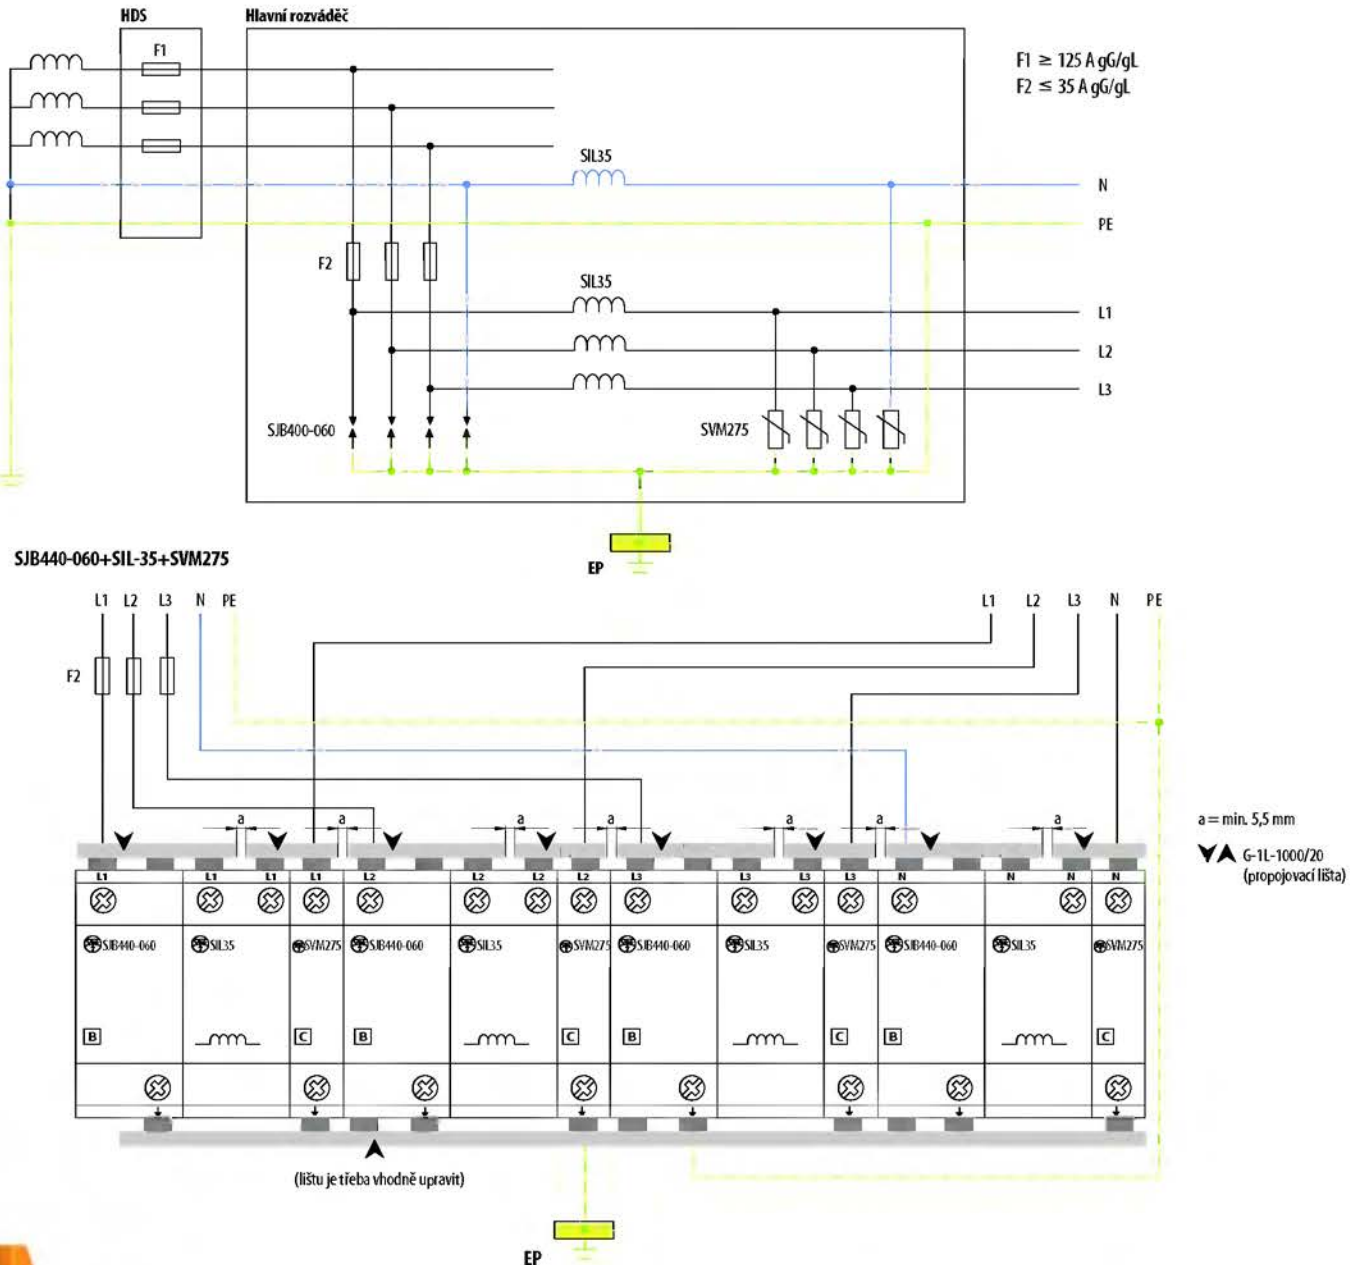 HDS Hlavní rozváděč
F1
F1 ≥ 125 A gG/gL
F2 ≤ 35 A gG/gL
SIL35
N
PE
F2
SIL35
L1
L2
L3
SJB400-060 SVM275
EP
SJB440-060+SIL-35+SVM275
L1 L2 L3 N PE L1 L2 L3 N PE
F2
a a a a a a a
a = min. 5,5 mm
G-1L-1000/20
(propojovací lišta)
L1 L1 L1 L1 L2 L2 L2 L2 L3 L3 L3 L3 N N N N
SJB440-060 SIL35 SVM275 SJB440-060 SIL35 SVM275 SJB440-060 SIL35 SVM275 SJB440-060 SIL35 SVM275
B C B C B C B C
(lištu je třeba vhodně upravit)
EP